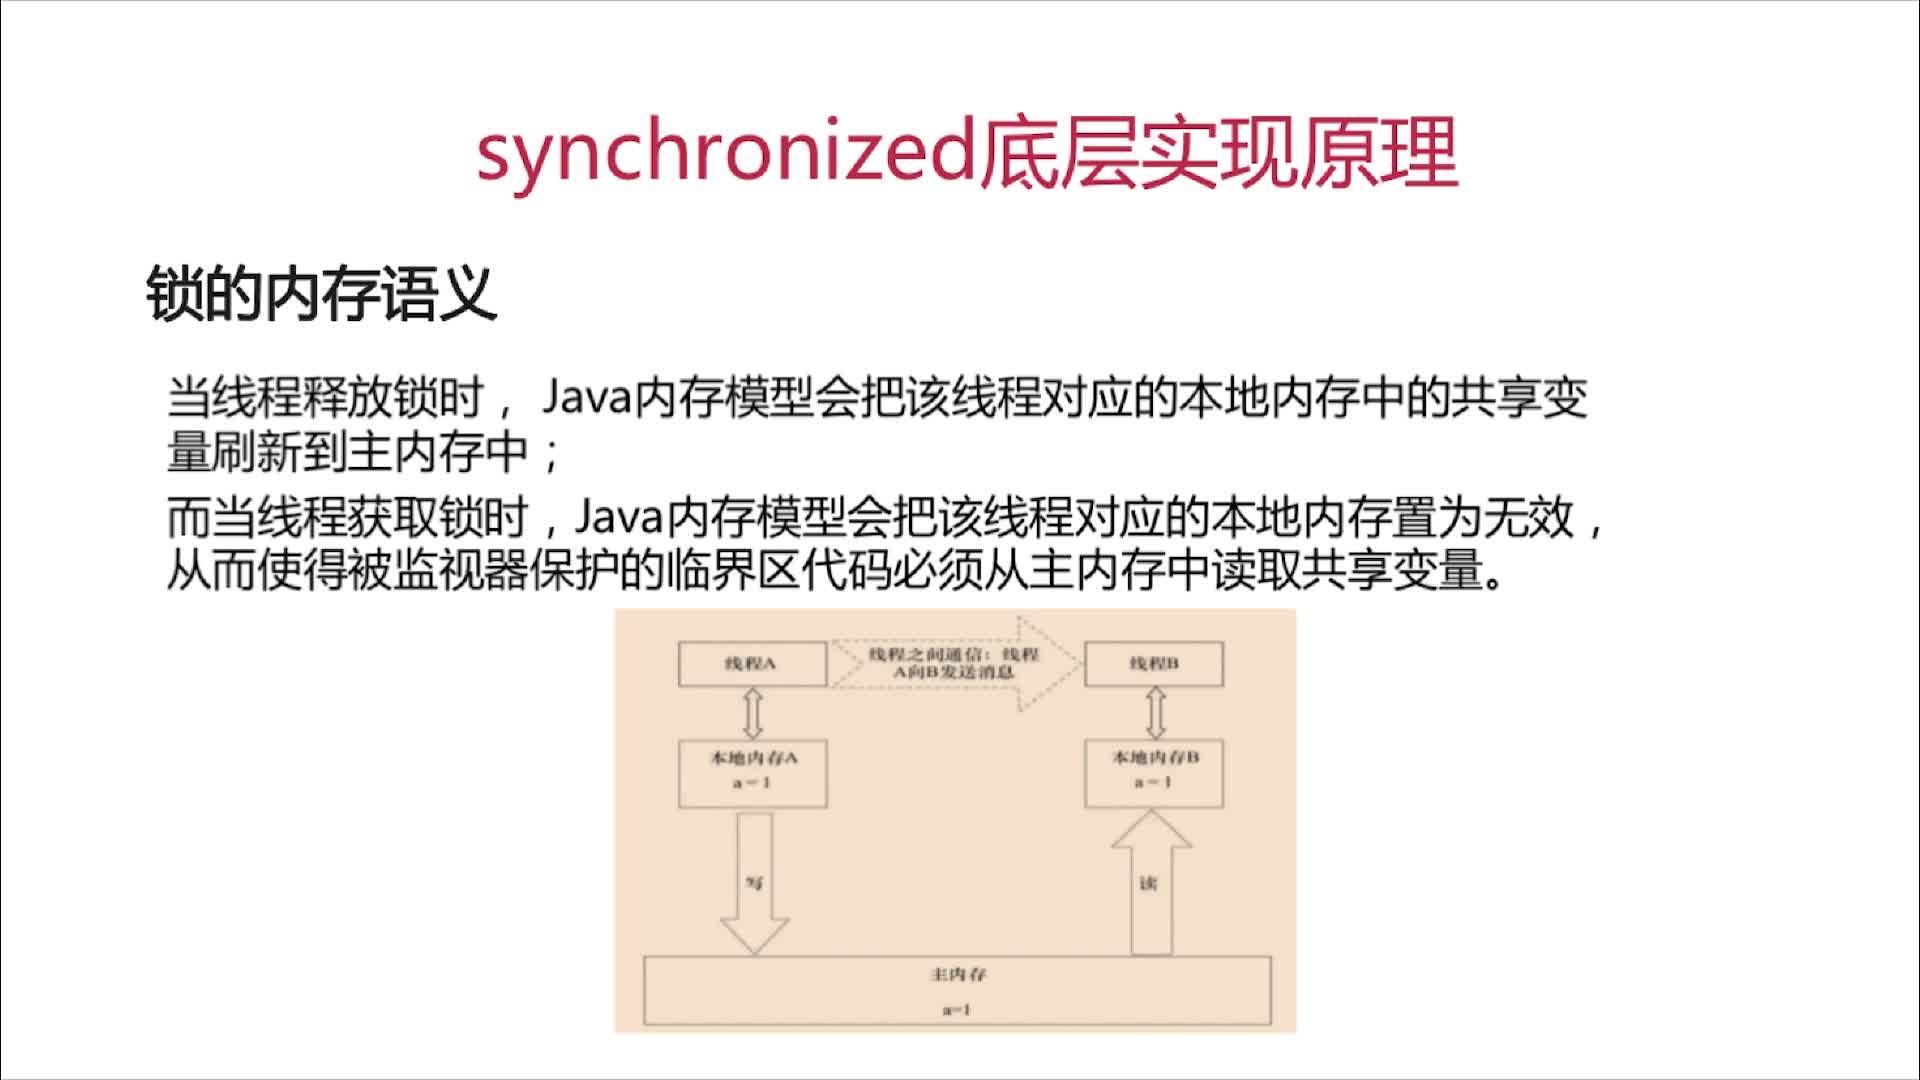 synchronized底层实现原理
锁的内存语义
当线程释放锁时，Java内存模型会把该线程对应的本地内存中的共享变
量刷新到主内存中；
而当线程获取锁时，Java内存模型会把该线程对应的本地内存置为无效，
从而使得被监视器保护的临界区代码必须从主内存中读取共享变量。
线程A
线程之间通信：线程
A向B发送消息
线程B
本地内存A
a＝1
本地内存B
a＝1
写
读
主内存
a=1